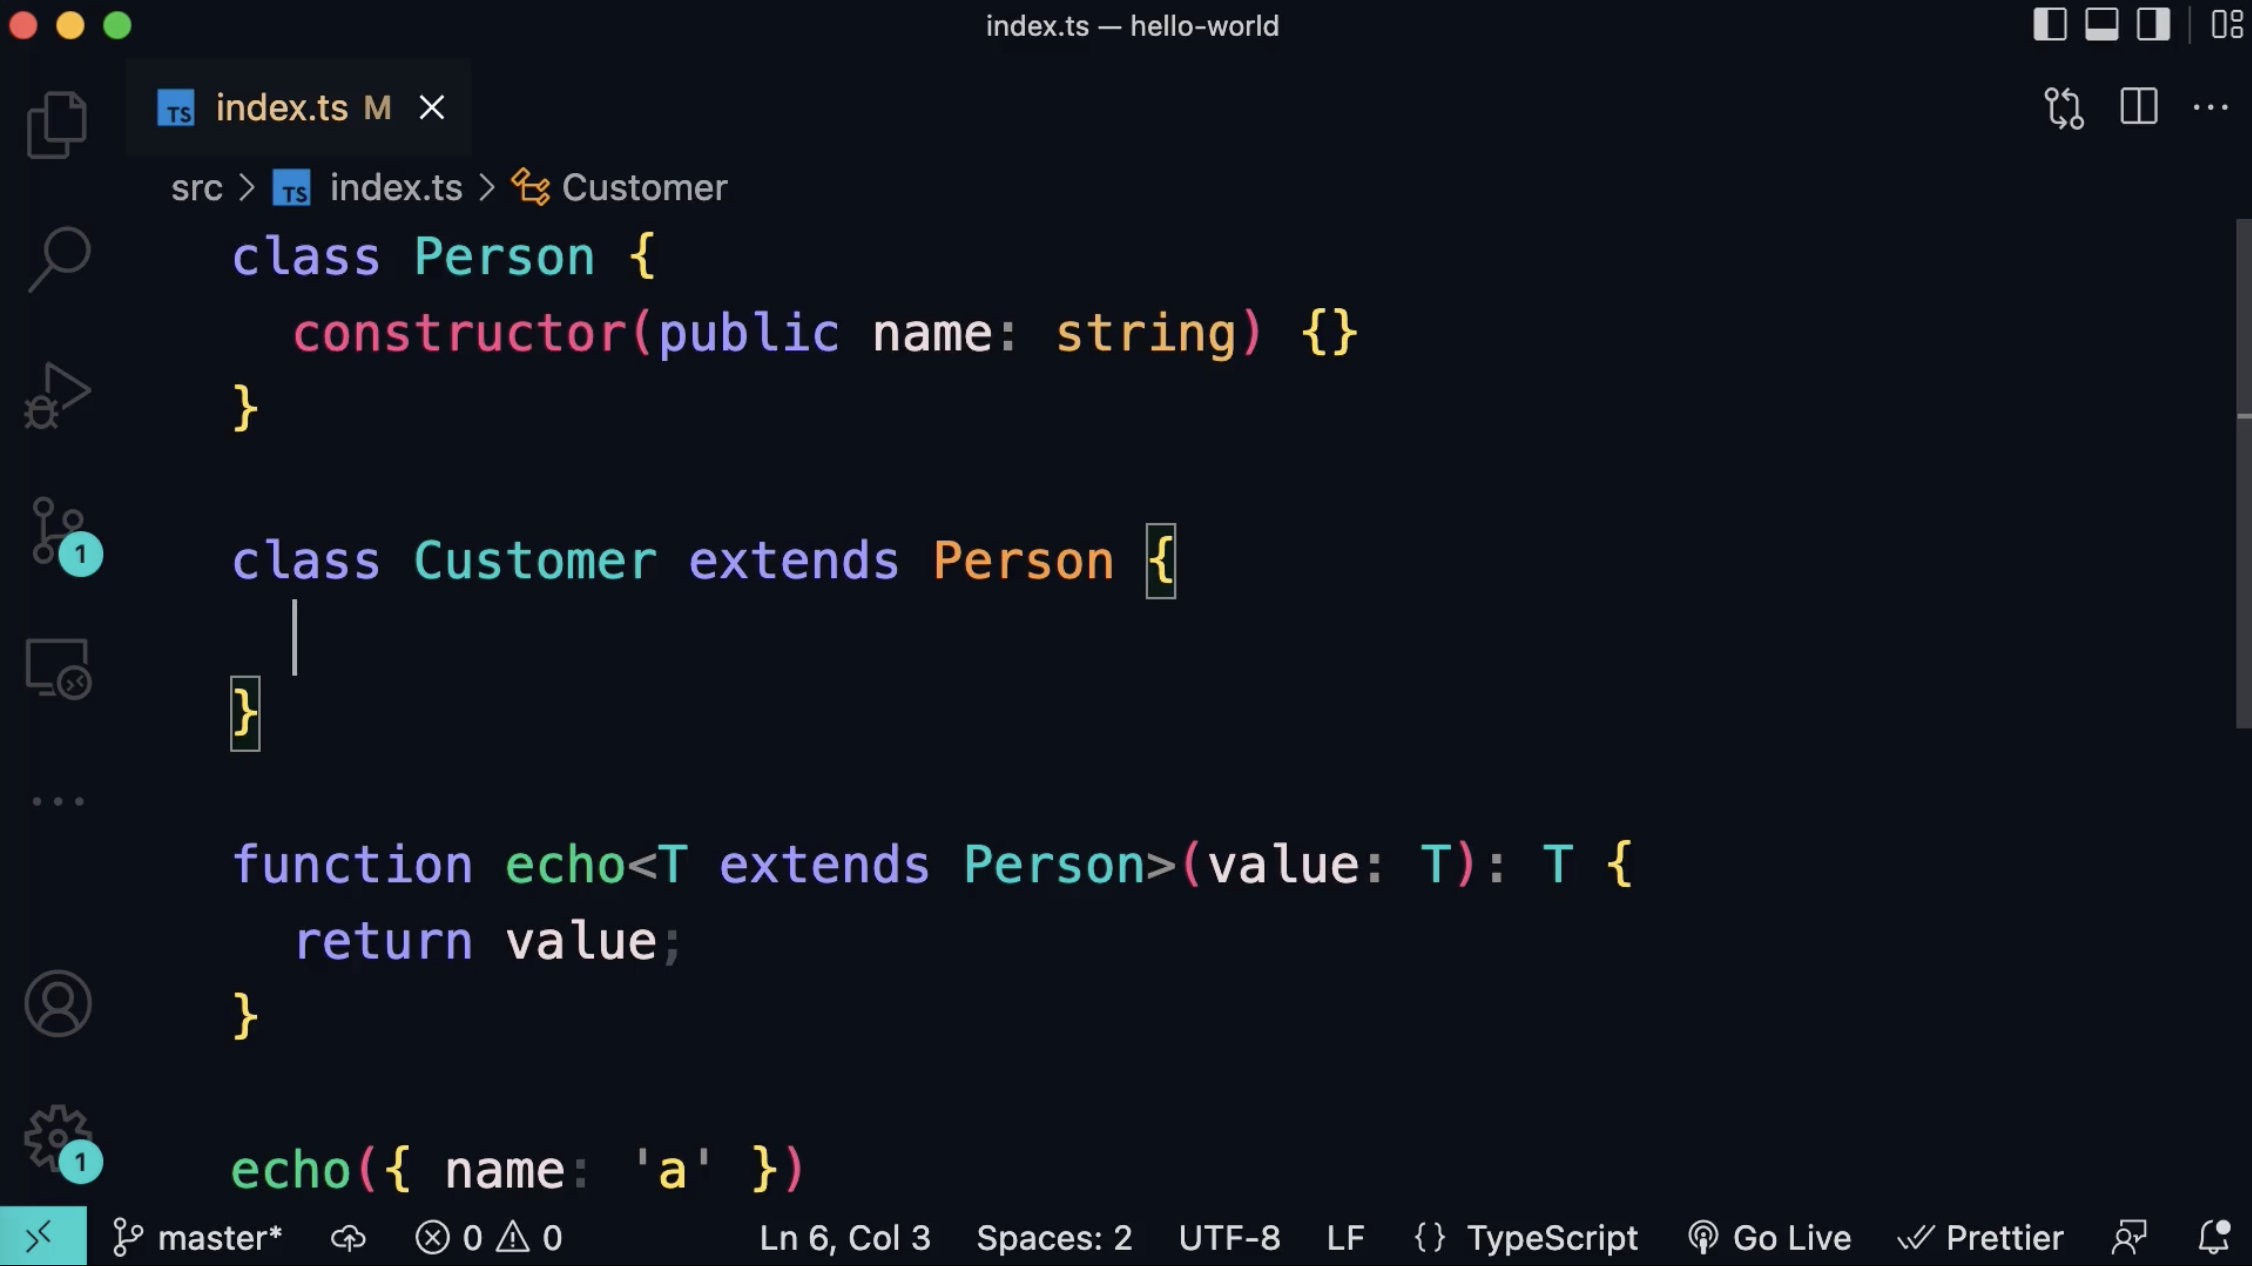 index.ts — hello-world
TS index.ts M
src > TS index.ts > Customer
class Person {
  constructor(public name: string) {}
}
class Customer extends Person {
}
function echo<T extends Person>(value: T): T {
  return value;
}
echo({ name: 'a' })
1
1
master* 0 0 Ln 6, Col 3 Spaces: 2 UTF-8 LF {} TypeScript Go Live Prettier